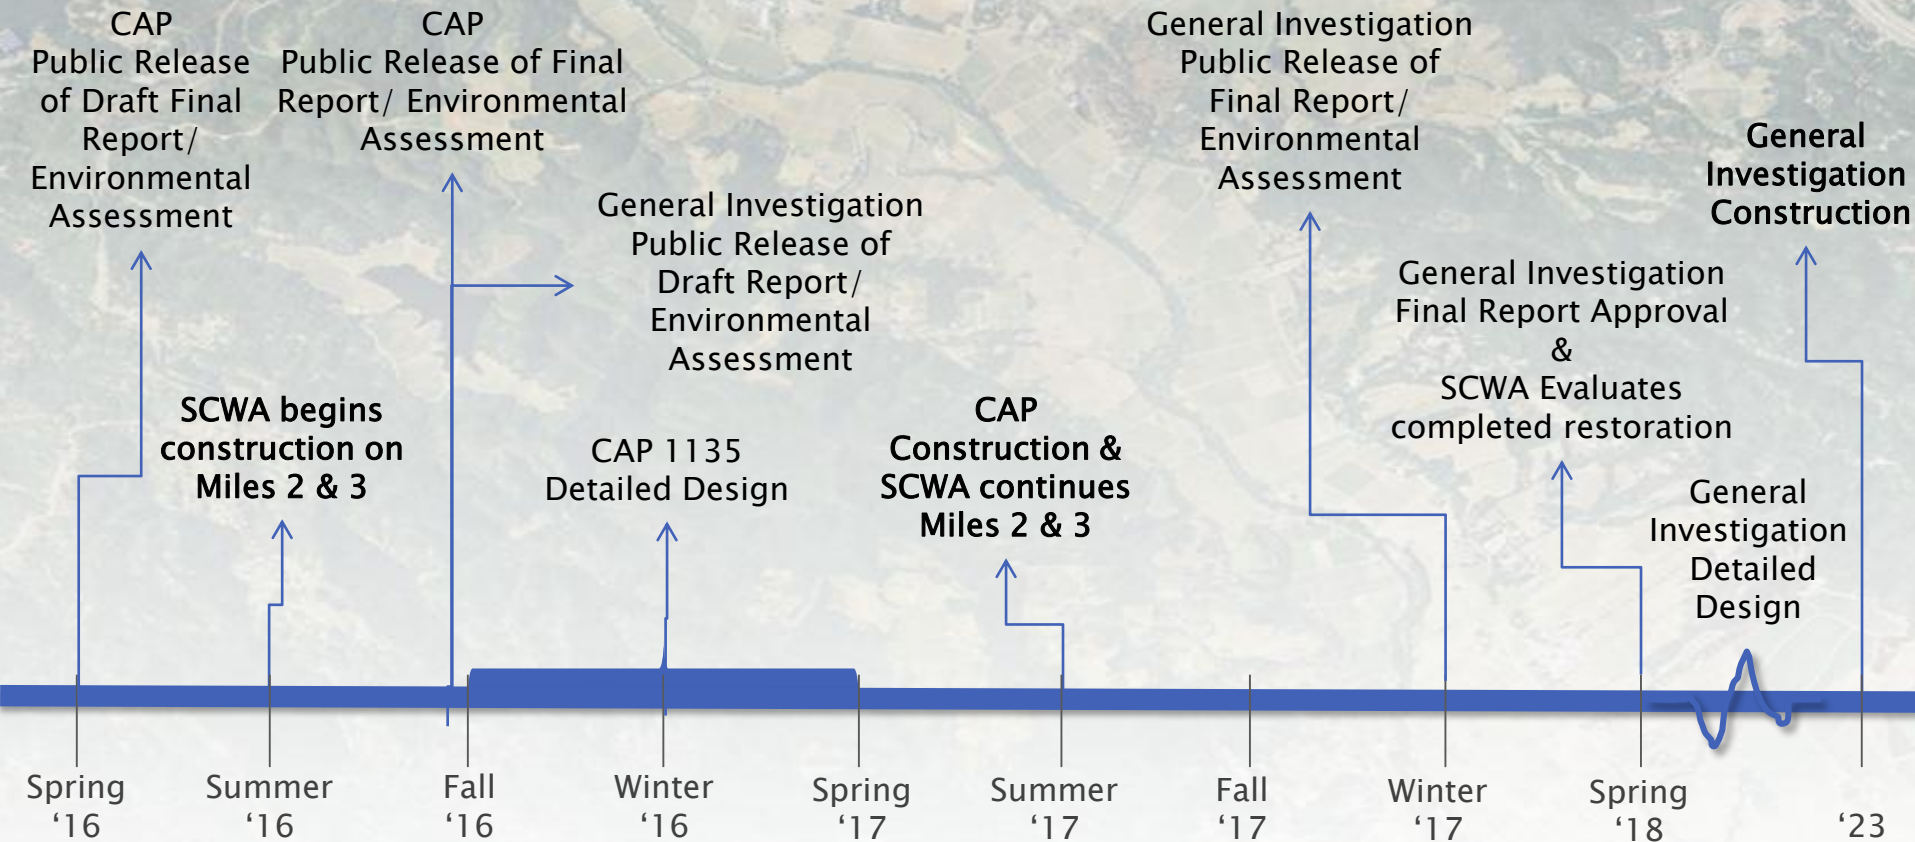 CAP
Public Release
of Draft Final
Report/
Environmental
Assessment
SCWA begins
construction on
Miles 2 & 3
CAP
Public Release of Final
Report/ Environmental
Assessment
General Investigation
Public Release of
Draft Report/
Environmental
Assessment
CAP 1135
Detailed Design
CAP
Construction &
SCWA continues
Miles 2 & 3
General Investigation
Public Release of
Final Report/
Environmental
Assessment
General Investigation
Final Report Approval
&
SCWA Evaluates
completed restoration
General
Investigation
Detailed
Design
General
Investigation
Construction
Spring
‘16
Summer
‘16
Fall
‘16
Winter
‘16
Spring
‘17
Summer
‘17
Fall
‘17
Winter
‘17
Spring
‘18
‘23